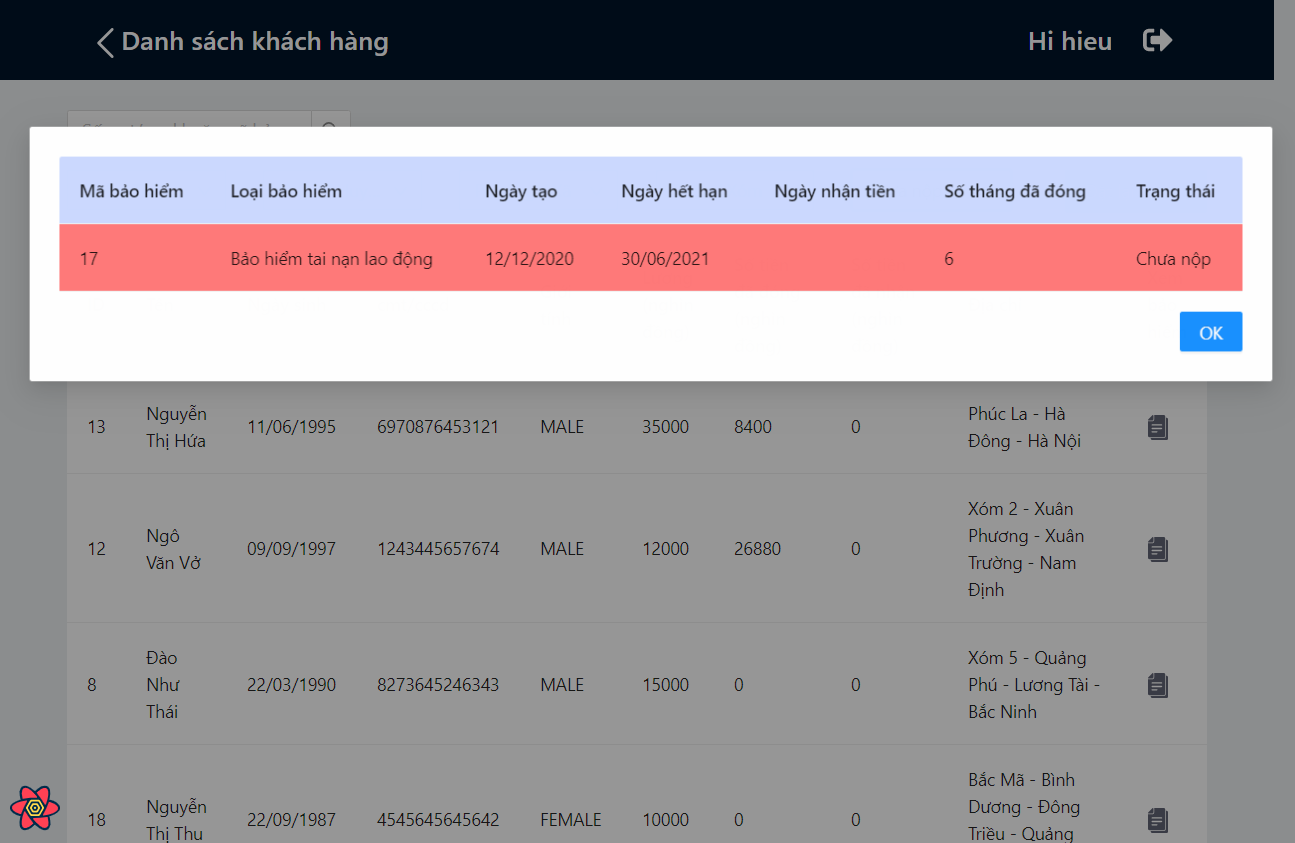 Danh sách khách hàng
Hi hieu
Mã bảo hiểm Loại bảo hiểm Ngày tạo Ngày hết hạn Ngày nhận tiền Số tháng đã đóng Trạng thái
17 Bảo hiểm tai nạn lao động 12/12/2020 30/06/2021 6 Chưa nộp
OK
13 Nguyễn Thị Hứa 11/06/1995 6970876453121 MALE 35000 8400 0 Phúc La - Hà
Đông - Hà Nội
12 Ngô Văn Vở 09/09/1997 1243445657674 MALE 12000 26880 0 Xóm 2 - Xuân
Phương - Xuân
Trường - Nam
Định
8 Đào Như Thái 22/03/1990 8273645246343 MALE 15000 0 0 Xóm 5 - Quảng
Phú - Lương Tài -
Bắc Ninh
18 Nguyễn Thị Thu 22/09/1987 4545645645642 FEMALE 10000 0 0 Bắc Mã - Bình
Dương - Đông
Triều - Quảng